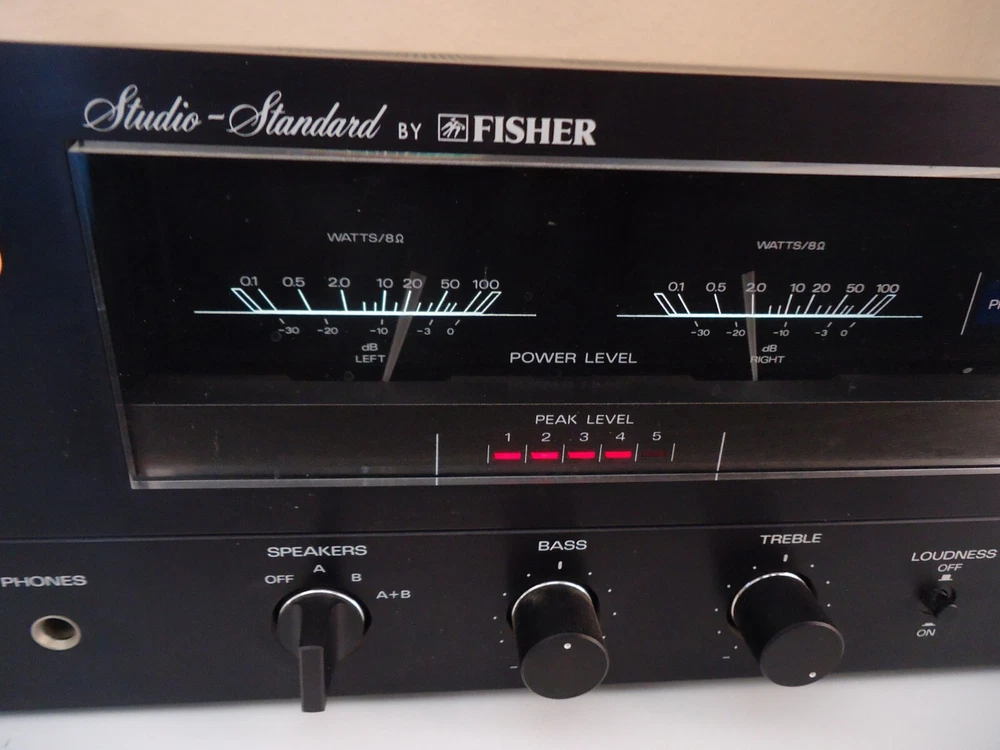 Studio-Standard BY FISHER
WATTS/8Ω
0.1 0.5 2.0 10 20 50 100
-30 -20 -10 -3 0
dB
LEFT
WATTS/8Ω
0.1 0.5 2.0 10 20 50 100
-30 -20 -10 -3 0
dB
RIGHT
POWER LEVEL
PEAK LEVEL
1 2 3 4 5
PHONES
SPEAKERS
OFF A B A+B
BASS
TREBLE
LOUDNESS
OFF
ON